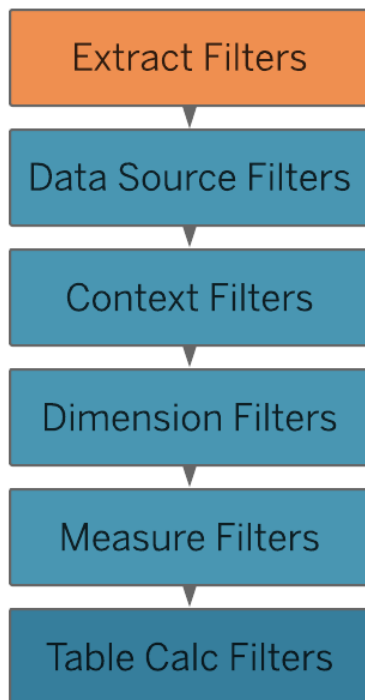 Extract Filters
Data Source Filters
Context Filters
Dimension Filters
Measure Filters
Table Calc Filters